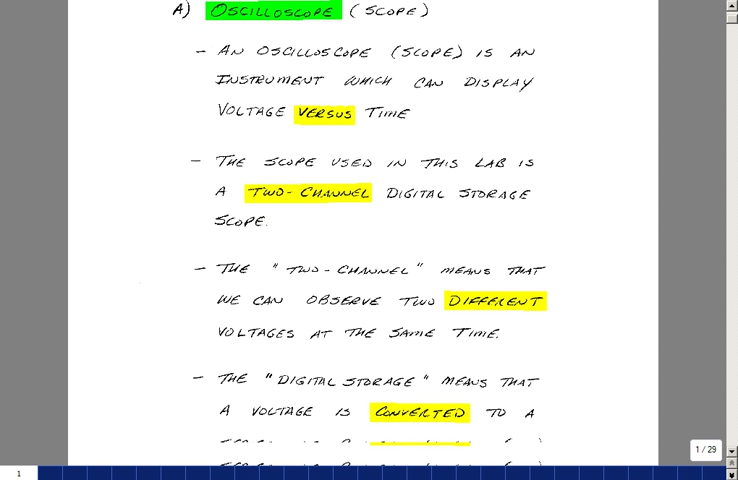 A) OSCILLOSCOPE (SCOPE)
- AN OSCILLOSCOPE (SCOPE) IS AN
INSTRUMENT WHICH CAN DISPLAY
VOLTAGE VERSUS TIME
- THE SCOPE USED IN THIS LAB IS
A TWO-CHANNEL DIGITAL STORAGE
SCOPE.
- THE "TWO-CHANNEL" MEANS THAT
WE CAN OBSERVE TWO DIFFERENT
VOLTAGES AT THE SAME TIME.
- THE "DIGITAL STORAGE" MEANS THAT
A VOLTAGE IS CONVERTED TO A
1 / 29
1